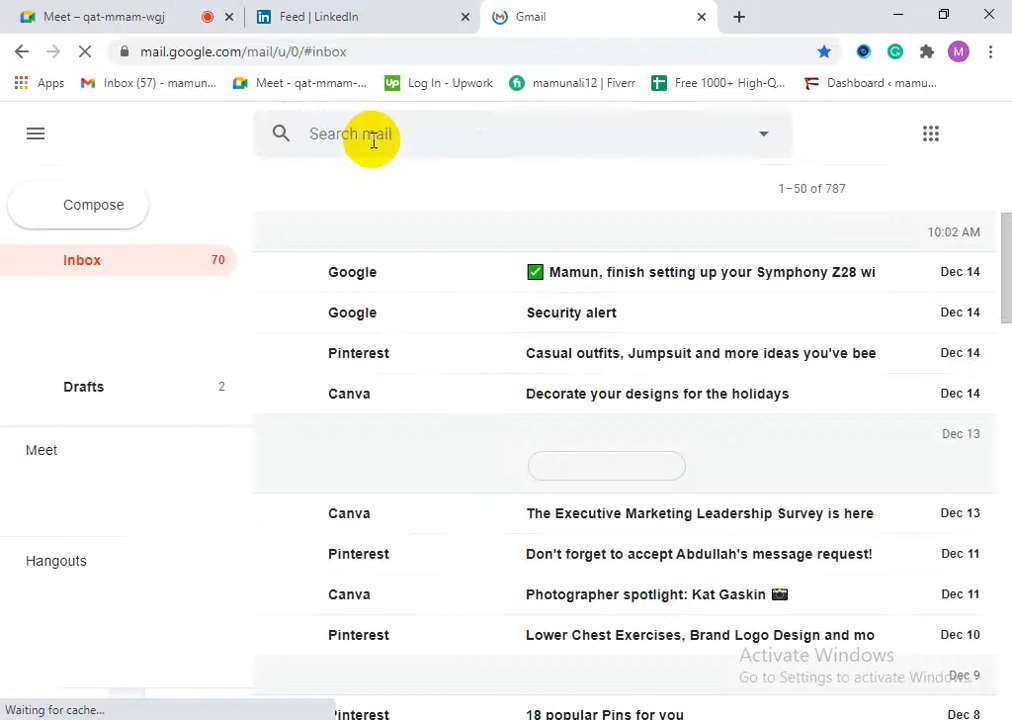 Meet – qat-mmam-wgj
Feed | LinkedIn
Gmail
mail.google.com/mail/u/0/#inbox
M
Apps
Inbox (57) - mamun...
Meet - qat-mmam-...
up Log In - Upwork
fi mamunali12 | Fiverr
Free 1000+ High-Q...
Dashboard ‹ mamu...
Search mail
1–50 of 787
Compose
10:02 AM
Inbox 70
Google ✅ Mamun, finish setting up your Symphony Z28 wi Dec 14
Google Security alert Dec 14
Pinterest Casual outfits, Jumpsuit and more ideas you've bee Dec 14
Drafts 2
Canva Decorate your designs for the holidays Dec 14
Dec 13
Meet
Canva The Executive Marketing Leadership Survey is here Dec 13
Pinterest Don't forget to accept Abdullah's message request! Dec 11
Hangouts
Canva Photographer spotlight: Kat Gaskin 📸 Dec 11
Pinterest Lower Chest Exercises, Brand Logo Design and mo Dec 10
Activate Windows
Go to Settings to activate Windows.
Dec 9
Waiting for cache...
Pinterest 18 popular Pins for you Dec 8